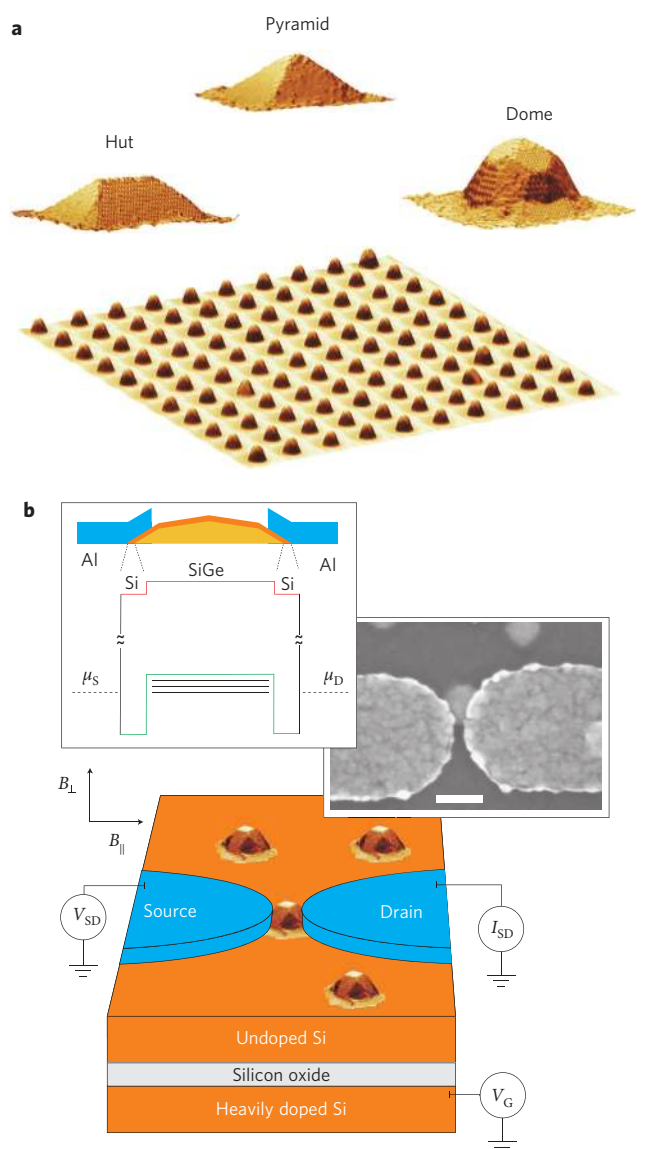 a
Pyramid
Dome
Hut
b
Al
Si
SiGe
Si
Al
≈
≈
μS
μD
B⊥
B||
VSD
Source
Drain
ISD
Undoped Si
Silicon oxide
Heavily doped Si
VG